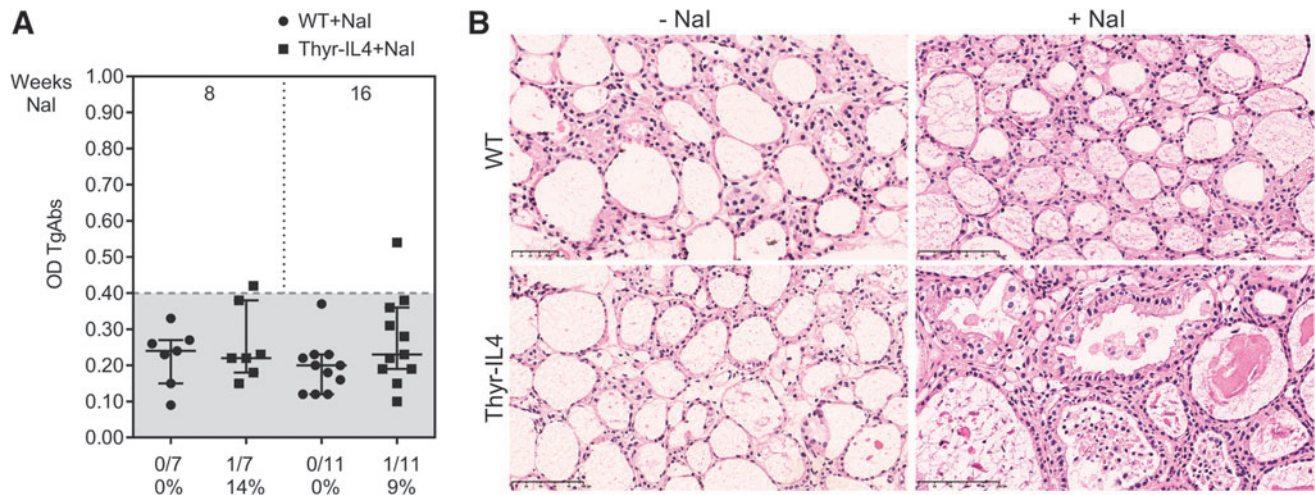 A
WT+NaI
Thyr-IL4+NaI
Weeks
NaI
8
16
1.00
0.90
0.80
0.70
0.60
0.50
0.40
0.30
0.20
0.10
0.00
OD TgAbs
0/7
1/7
0/11
1/11
0%
14%
0%
9%
B
- NaI
+ NaI
WT
Thyr-IL4